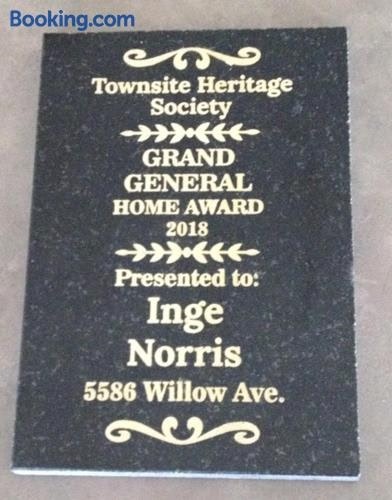 Booking.com
Townsite Heritage
Society
GRAND
GENERAL
HOME AWARD
2018
Presented to:
Inge
Norris
5586 Willow Ave.